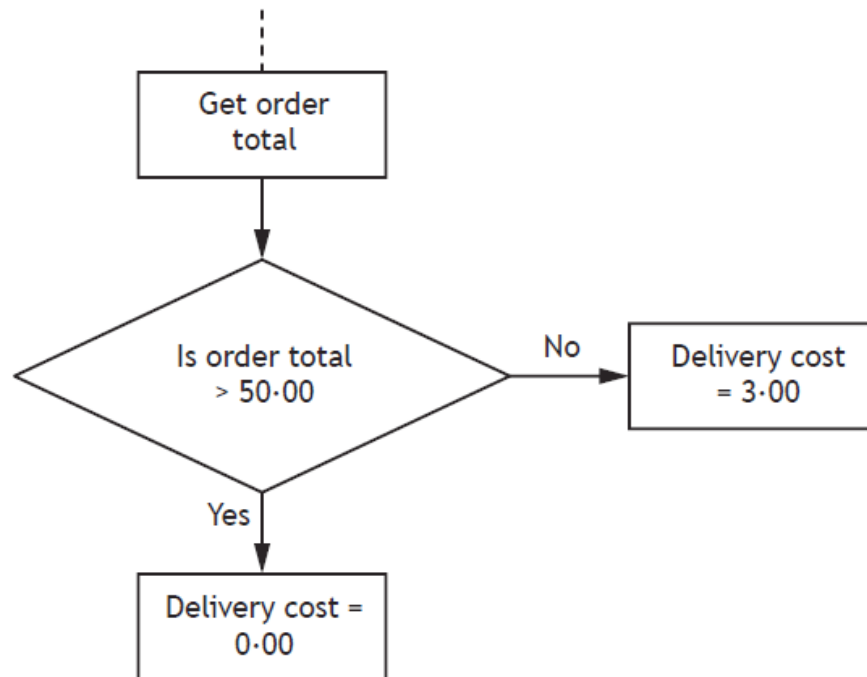 Get order
total
Is order total
> 50·00
No
Delivery cost
= 3·00
Yes
Delivery cost =
0·00